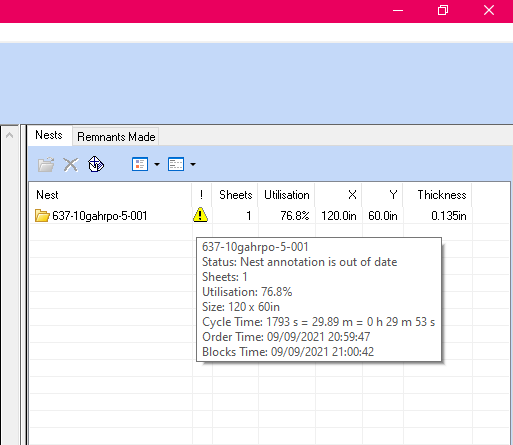 Nests Remnants Made
Nest ! Sheets Utilisation X Y Thickness
637-10gahrpo-5-001 1 76.8% 120.0in 60.0in 0.135in
637-10gahrpo-5-001
Status: Nest annotation is out of date
Sheets: 1
Utilisation: 76.8%
Size: 120 x 60in
Cycle Time: 1793 s = 29.89 m = 0 h 29 m 53 s
Order Time: 09/09/2021 20:59:47
Blocks Time: 09/09/2021 21:00:42